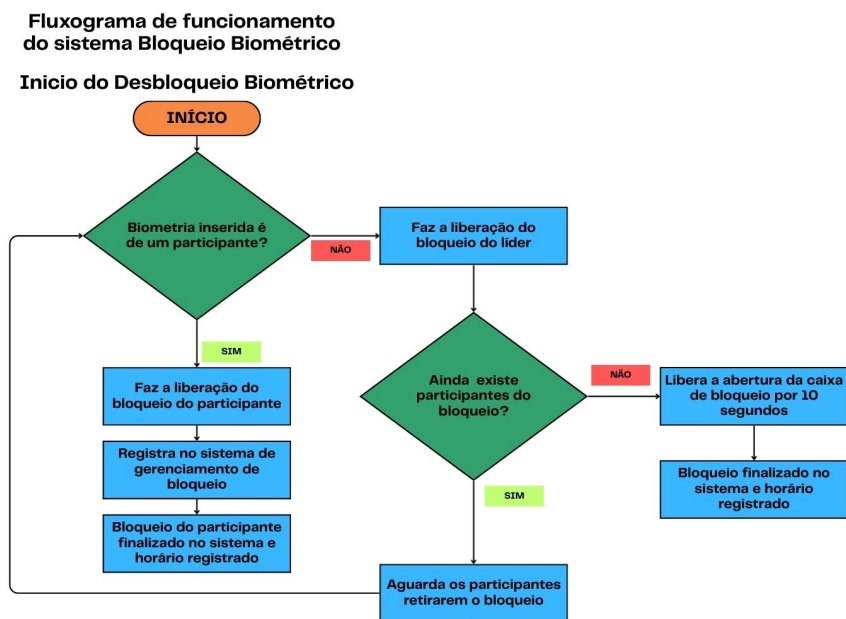 Fluxograma de funcionamento
do sistema Bloqueio Biométrico
Inicio do Desbloqueio Biométrico
INÍCIO
Biometria inserida é
de um participante?
NÃO
Faz a liberação do
bloqueio do líder
SIM
Faz a liberação do
bloqueio do participante
Registra no sistema de
gerenciamento de
bloqueio
Bloqueio do participante
finalizado no sistema e
horário registrado
Ainda existe
participantes do
bloqueio?
NÃO
Libera a abertura da caixa
de bloqueio por 10
segundos
Bloqueio finalizado no
sistema e horário
registrado
SIM
Aguarda os participantes
retirarem o bloqueio